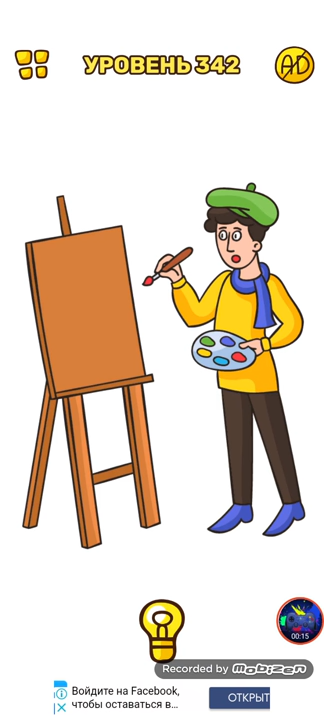 УРОВЕНЬ 342
AD
00:15
Recorded by mobizen
Войдите на Facebook,
чтобы оставаться в...
ОТКРЫТ